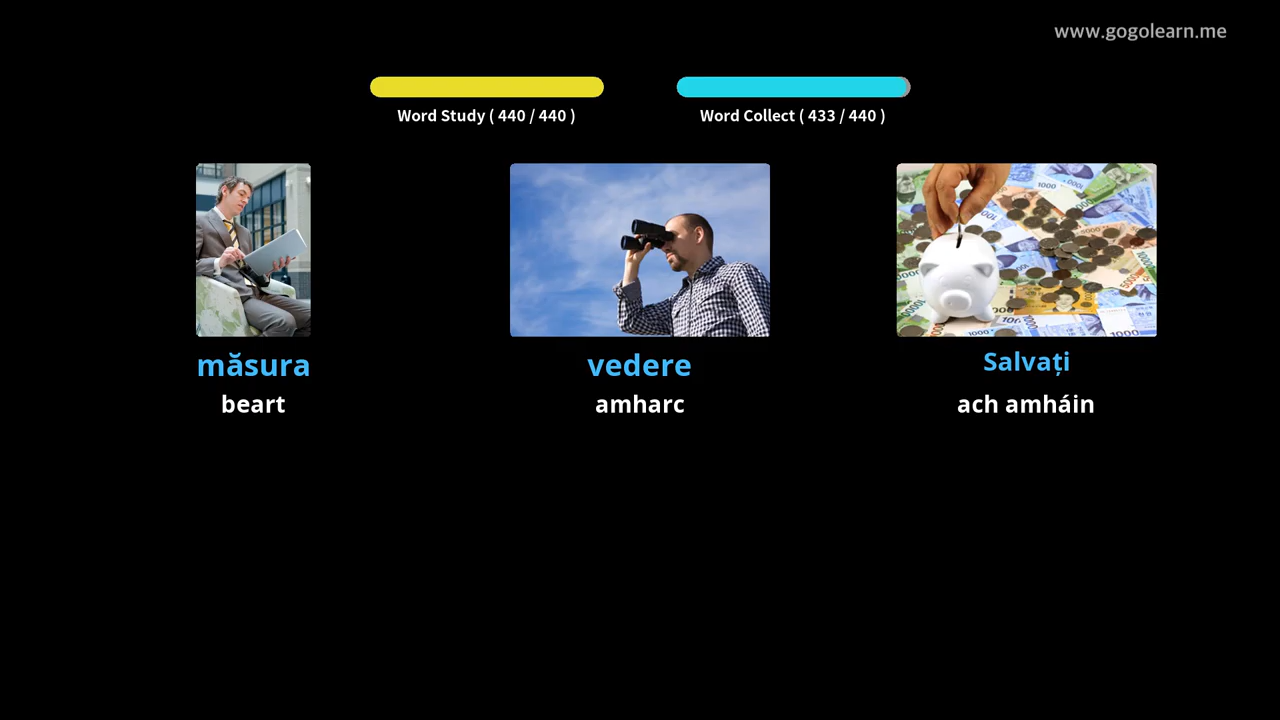 www.gogolearn.me
Word Study ( 440 / 440 )
Word Collect ( 433 / 440 )
măsura
vedere
Salvați
beart
amharc
ach amháin